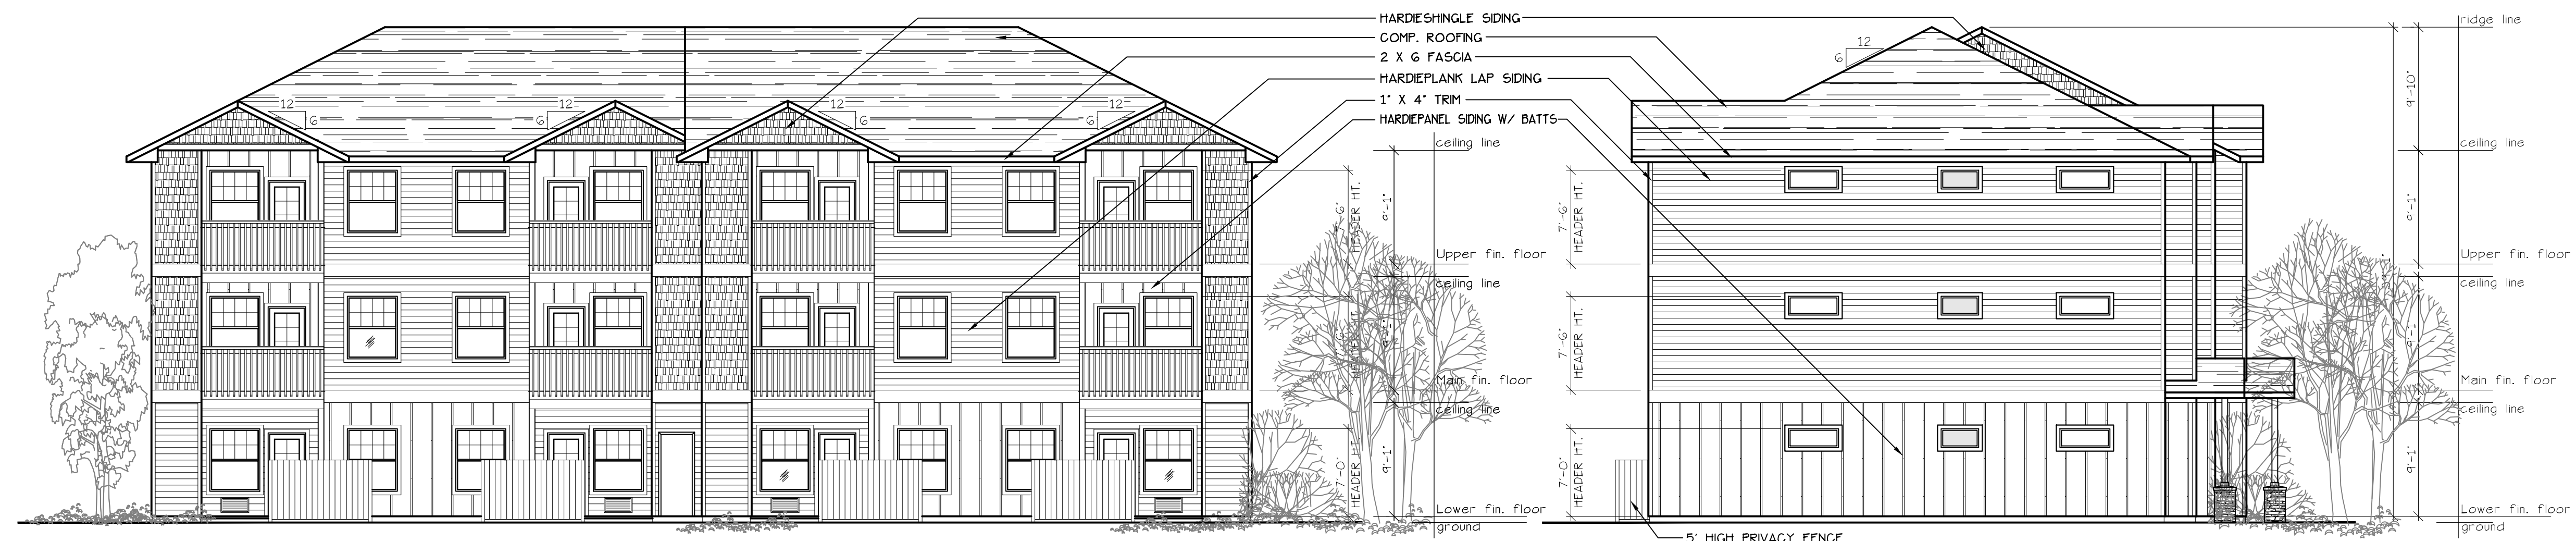 HARDIESHINGLE SIDING
COMP. ROOFING
2 X 6 FASCIA
HARDIEPLANK LAP SIDING
1" X 4" TRIM
HARDIEPANEL SIDING W/ BATTS
12
6
12
6
12
6
12
6
ceiling line
Upper fin. floor
ceiling line
Main fin. floor
ceiling line
Lower fin. floor
ground
7'-6"
HEADER HT.
9'-1"
HEADER HT.
9'-1"
7'-0"
HEADER HT.
9'-1"
7'-6"
HEADER HT.
7'-6"
HEADER HT.
7'-0"
HEADER HT.
12
6
5' HIGH PRIVACY FENCE
ridge line
9'-10"
ceiling line
9'-1"
Upper fin. floor
ceiling line
9'-1"
Main fin. floor
ceiling line
9'-1"
Lower fin. floor
ground